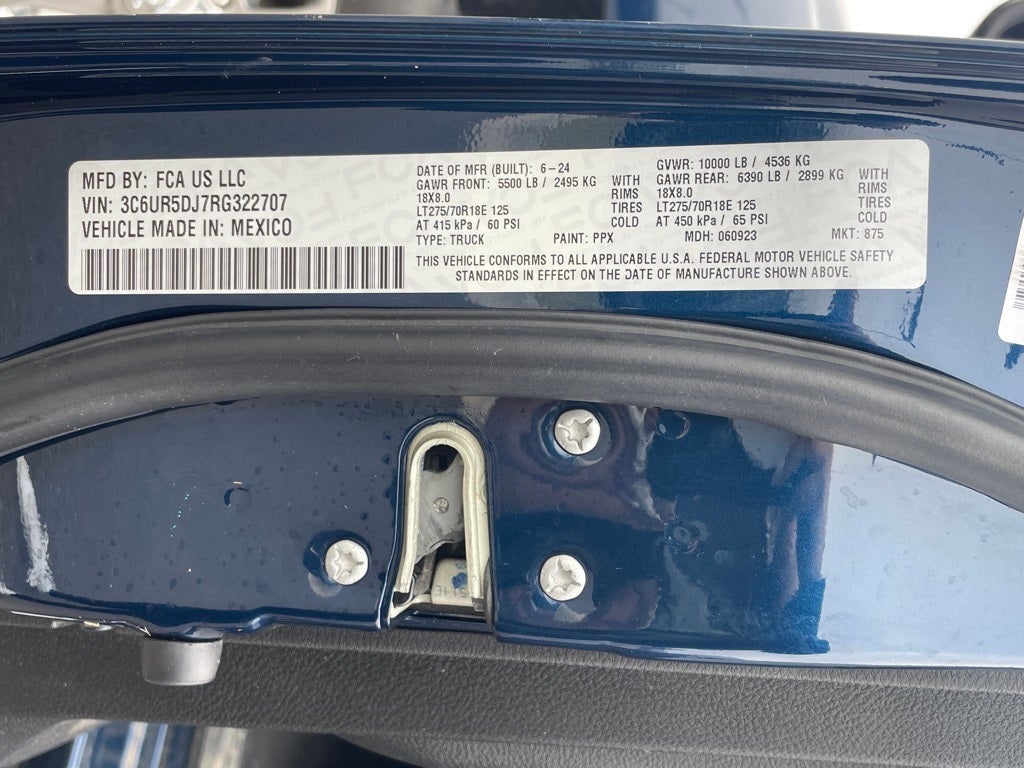 MFD BY: FCA US LLC
VIN: 3C6UR5DJ7RG322707
VEHICLE MADE IN: MEXICO
DATE OF MFR (BUILT): 6-24
GAWR FRONT: 5500 LB / 2495 KG WITH
18X8.0 RIMS
LT275/70R18E 125 TIRES
AT 415 kPa / 60 PSI COLD
TYPE: TRUCK PAINT: PPX
GVWR: 10000 LB / 4536 KG
GAWR REAR: 6390 LB / 2899 KG WITH
18X8.0 RIMS
LT275/70R18E 125 TIRES
AT 450 kPa / 65 PSI COLD
MDH: 060923 MKT: 875
THIS VEHICLE CONFORMS TO ALL APPLICABLE U.S.A. FEDERAL MOTOR VEHICLE SAFETY
STANDARDS IN EFFECT ON THE DATE OF MANUFACTURE SHOWN ABOVE.